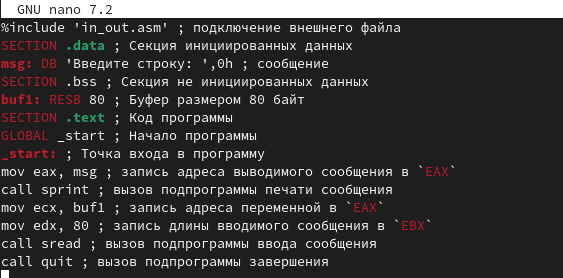 GNU nano 7.2
%include 'in_out.asm' ; подключение внешнего файла
SECTION .data ; Секция инициированных данных
msg: DB 'Введите строку: ',0h ; сообщение
SECTION .bss ; Секция не инициированных данных
buf1: RESB 80 ; Буфер размером 80 байт
SECTION .text ; Код программы
GLOBAL _start ; Начало программы
_start: ; Точка входа в программу
mov eax, msg ; запись адреса выводимого сообщения в `EAX`
call sprint ; вызов подпрограммы печати сообщения
mov ecx, buf1 ; запись адреса переменной в `EAX`
mov edx, 80 ; запись длины вводимого сообщения в `EBX`
call sread ; вызов подпрограммы ввода сообщения
call quit ; вызов подпрограммы завершения